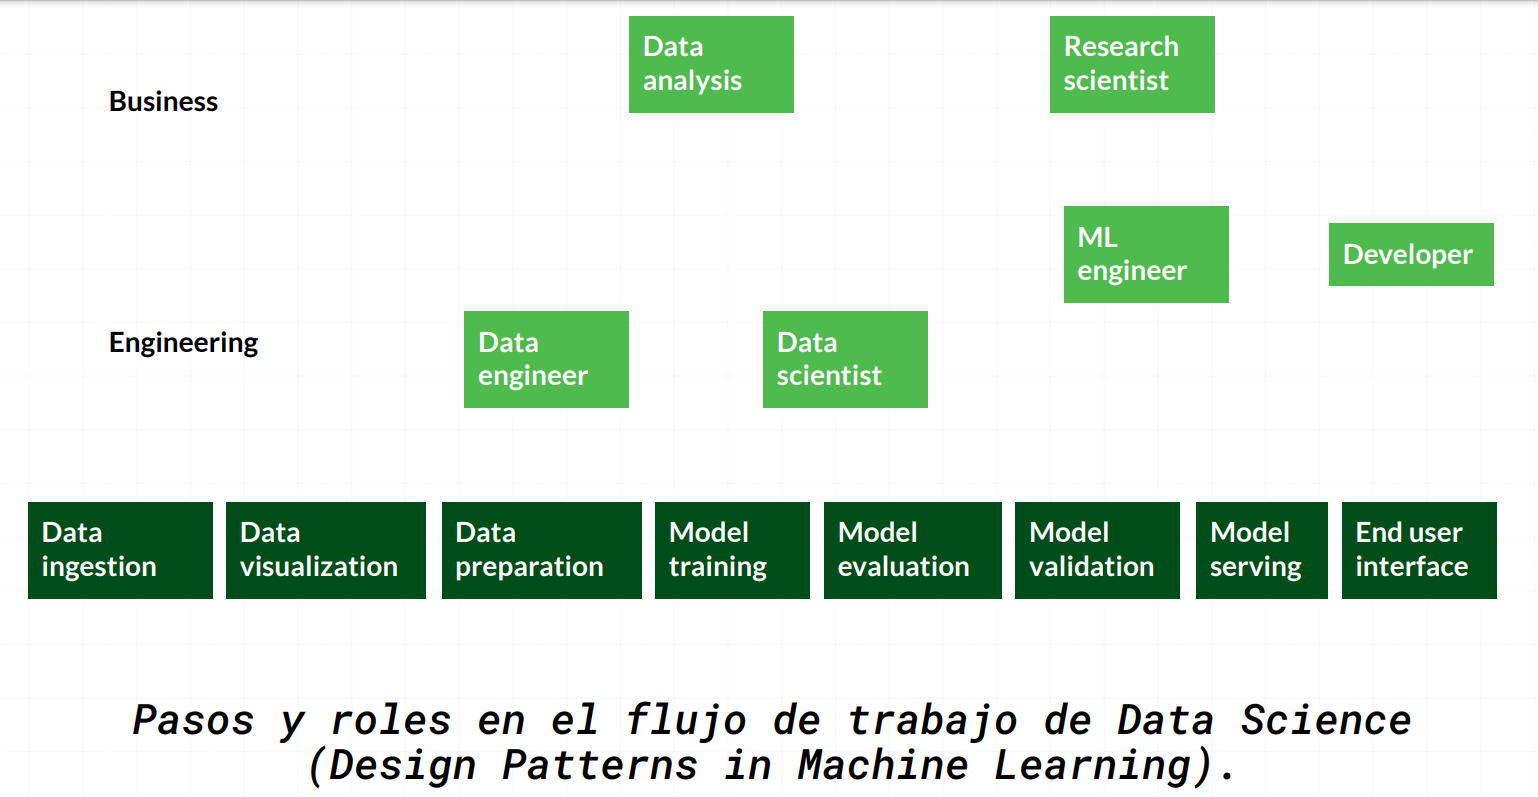 Data
analysis
Research
scientist
Business
ML
engineer
Developer
Engineering
Data
engineer
Data
scientist
Data
ingestion
Data
visualization
Data
preparation
Model
training
Model
evaluation
Model
validation
Model
serving
End user
interface
Pasos y roles en el flujo de trabajo de Data Science
(Design Patterns in Machine Learning).